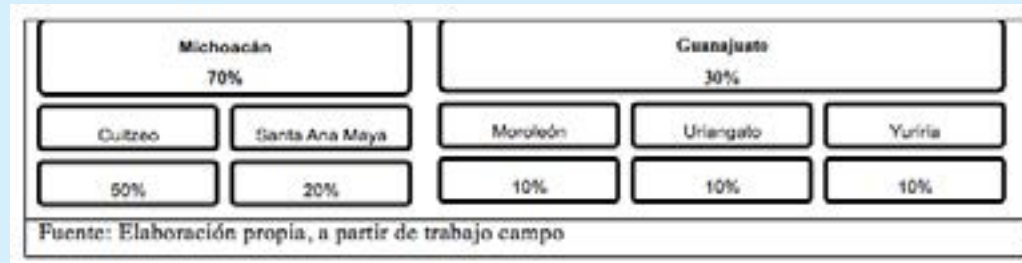 Michoacán Guanajuato
70% 30%
Cuitzeo Santa Ana Maya Moroleón Uriangato Yuriria
50% 20% 10% 10% 10%
Fuente: Elaboración propia, a partir de trabajo campo